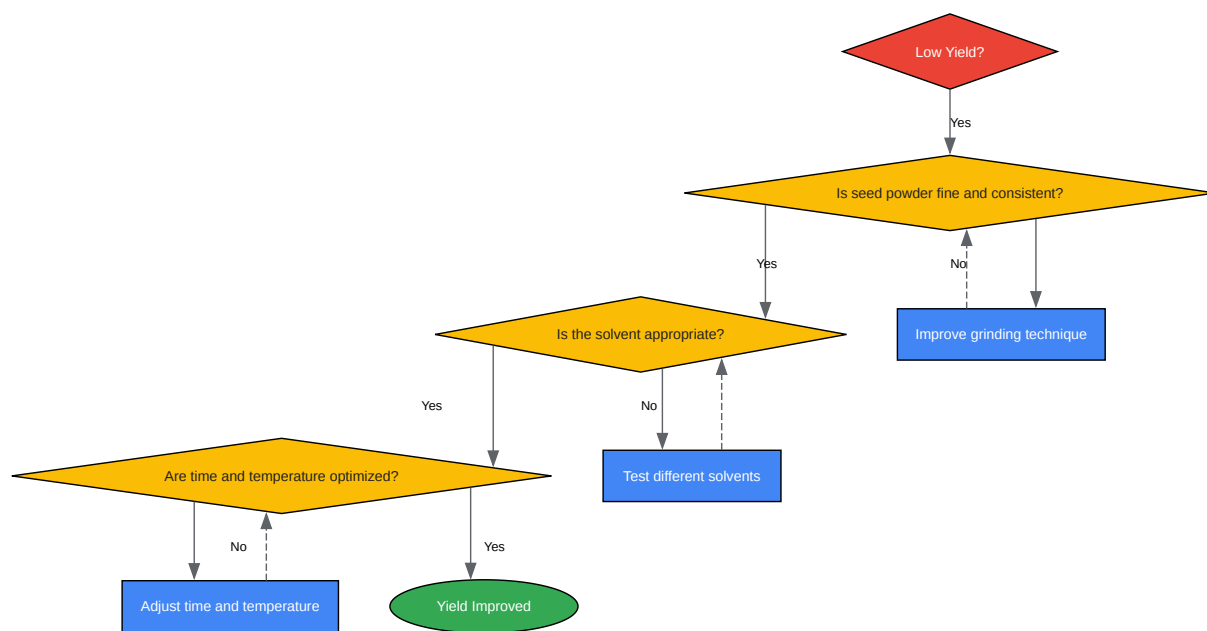 Low Yield?
Yes
Is seed powder fine and consistent?
Yes
No
Is the solvent appropriate?
Improve grinding technique
Yes
No
Are time and temperature optimized?
Test different solvents
No
Yes
Adjust time and temperature
Yield Improved